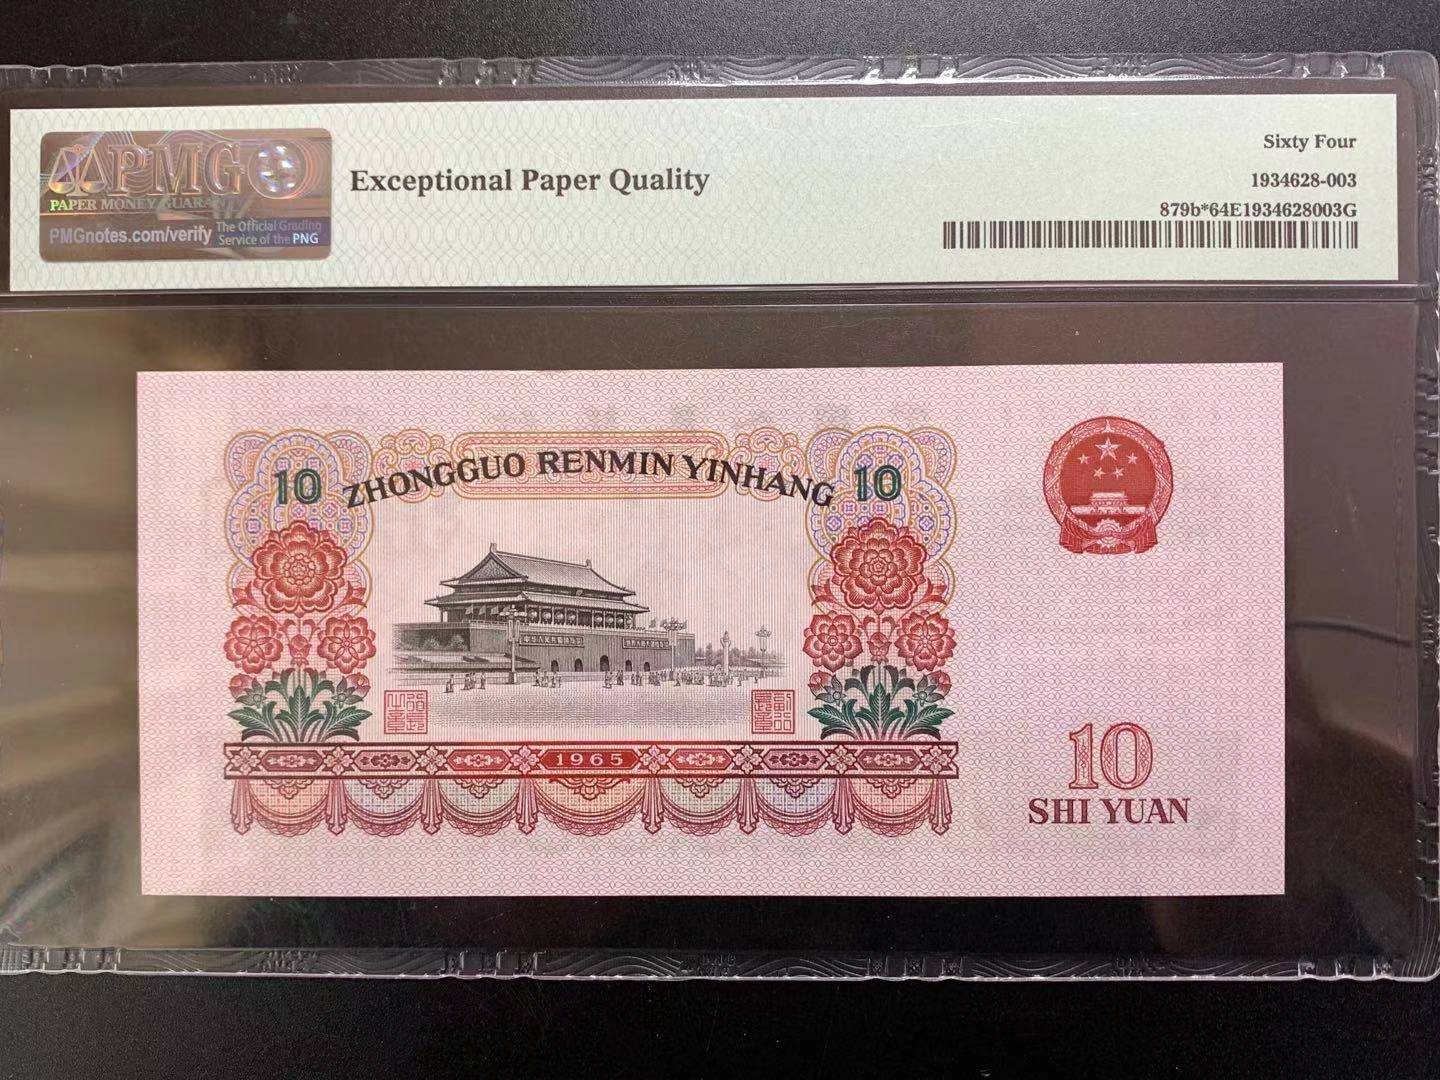 PMG
PAPER MONEY GUARANTY
PMGnotes.com/verify
The Official Grading
Service of the PNG
Exceptional Paper Quality
Sixty Four
1934628-003
879b*64E1934628003G
10
ZHONGGUO RENMIN YINHANG
10
1965
10
SHI YUAN